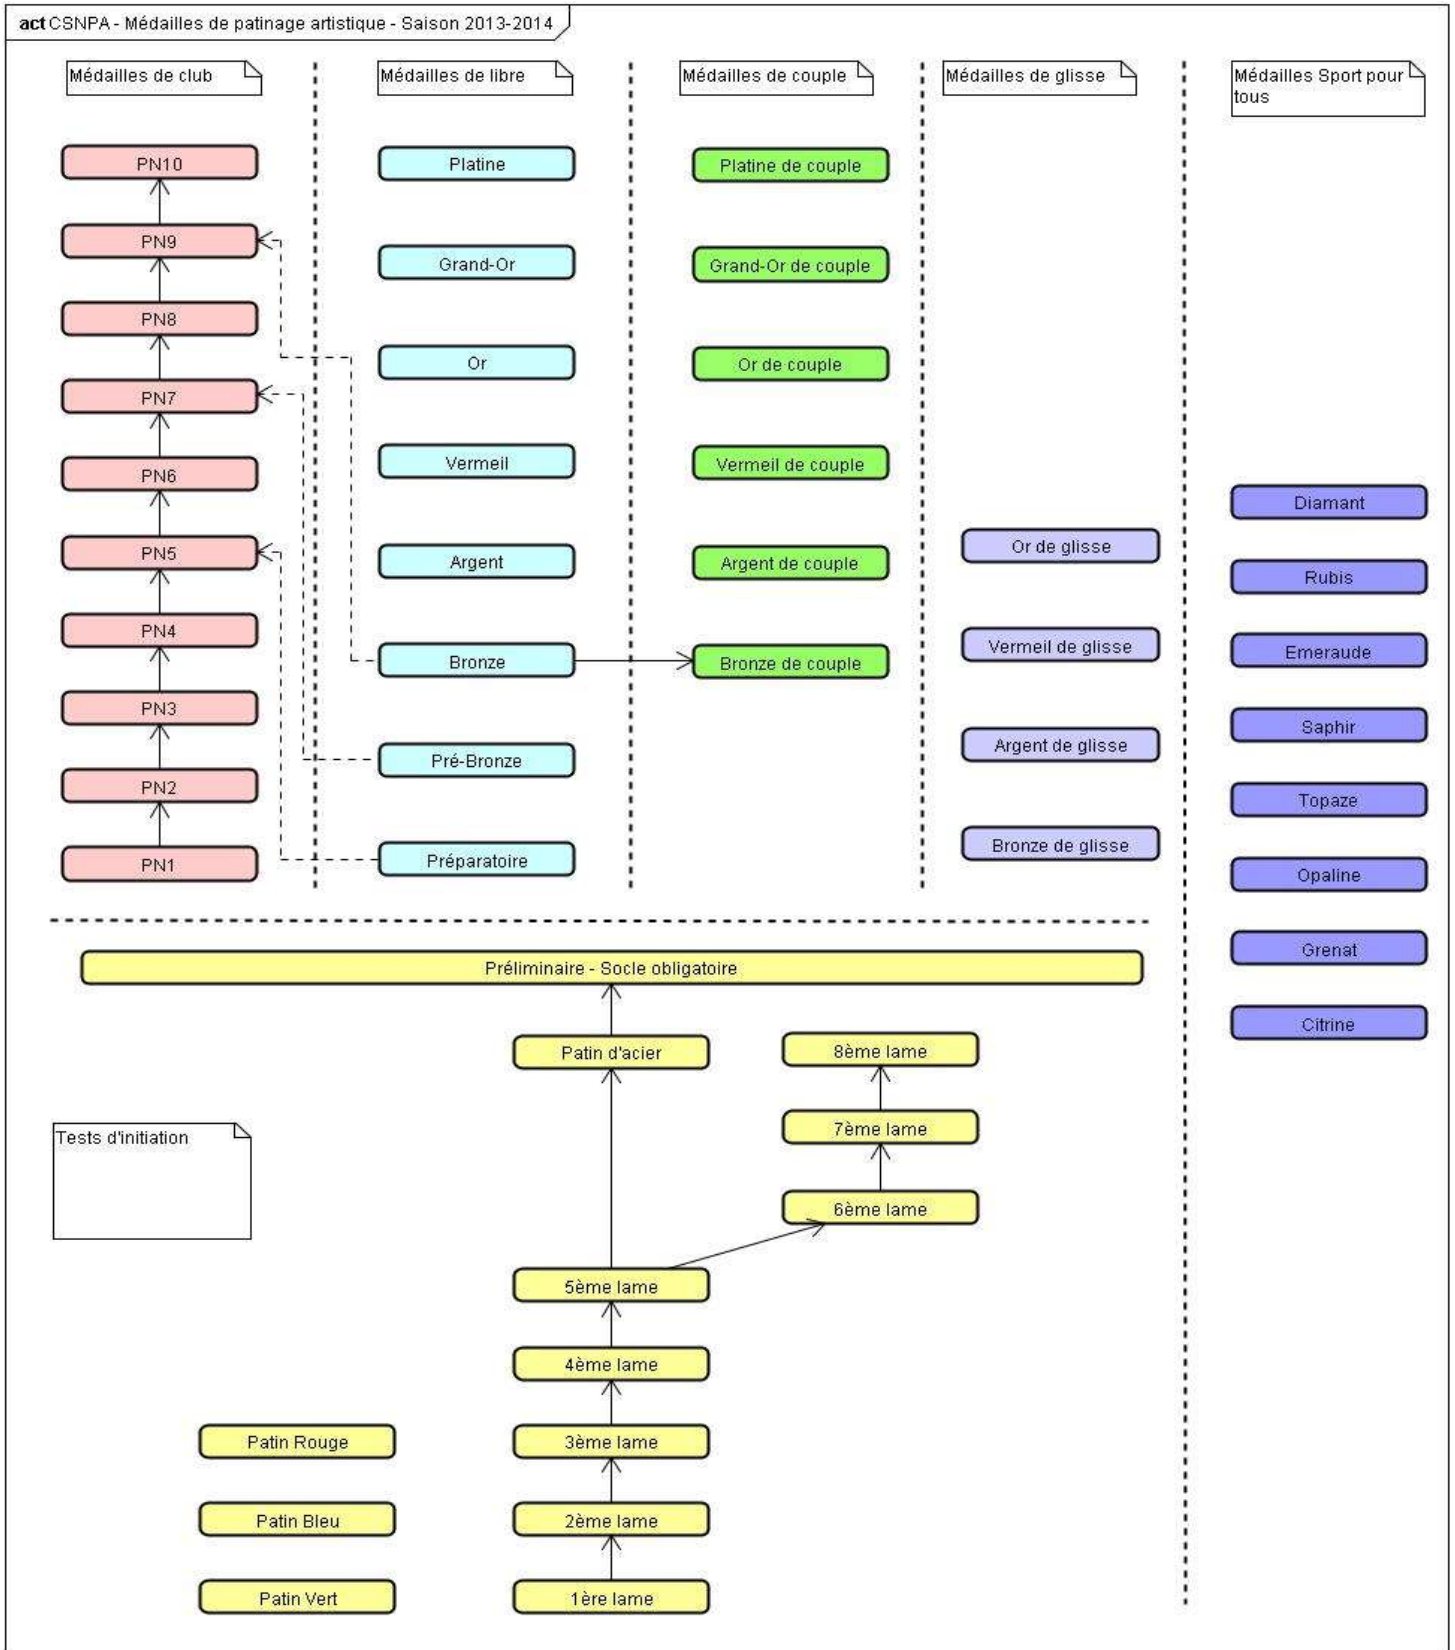 act CSNPA - Médailles de patinage artistique - Saison 2013-2014
Médailles de club
Médailles de libre
Médailles de couple
Médailles de glisse
Médailles Sport pour
tous
PN10
PN9
PN8
PN7
PN6
PN5
PN4
PN3
PN2
PN1
Platine
Grand-Or
Or
Vermeil
Argent
Bronze
Pré-Bronze
Préparatoire
Platine de couple
Grand-Or de couple
Or de couple
Vermeil de couple
Argent de couple
Bronze de couple
Or de glisse
Vermeil de glisse
Argent de glisse
Bronze de glisse
Diamant
Rubis
Emeraude
Saphir
Topaze
Opaline
Grenat
Citrine
Préliminaire - Socle obligatoire
Patin d'acier
8ème lame
7ème lame
6ème lame
Tests d'initiation
5ème lame
4ème lame
3ème lame
2ème lame
1ère lame
Patin Rouge
Patin Bleu
Patin Vert